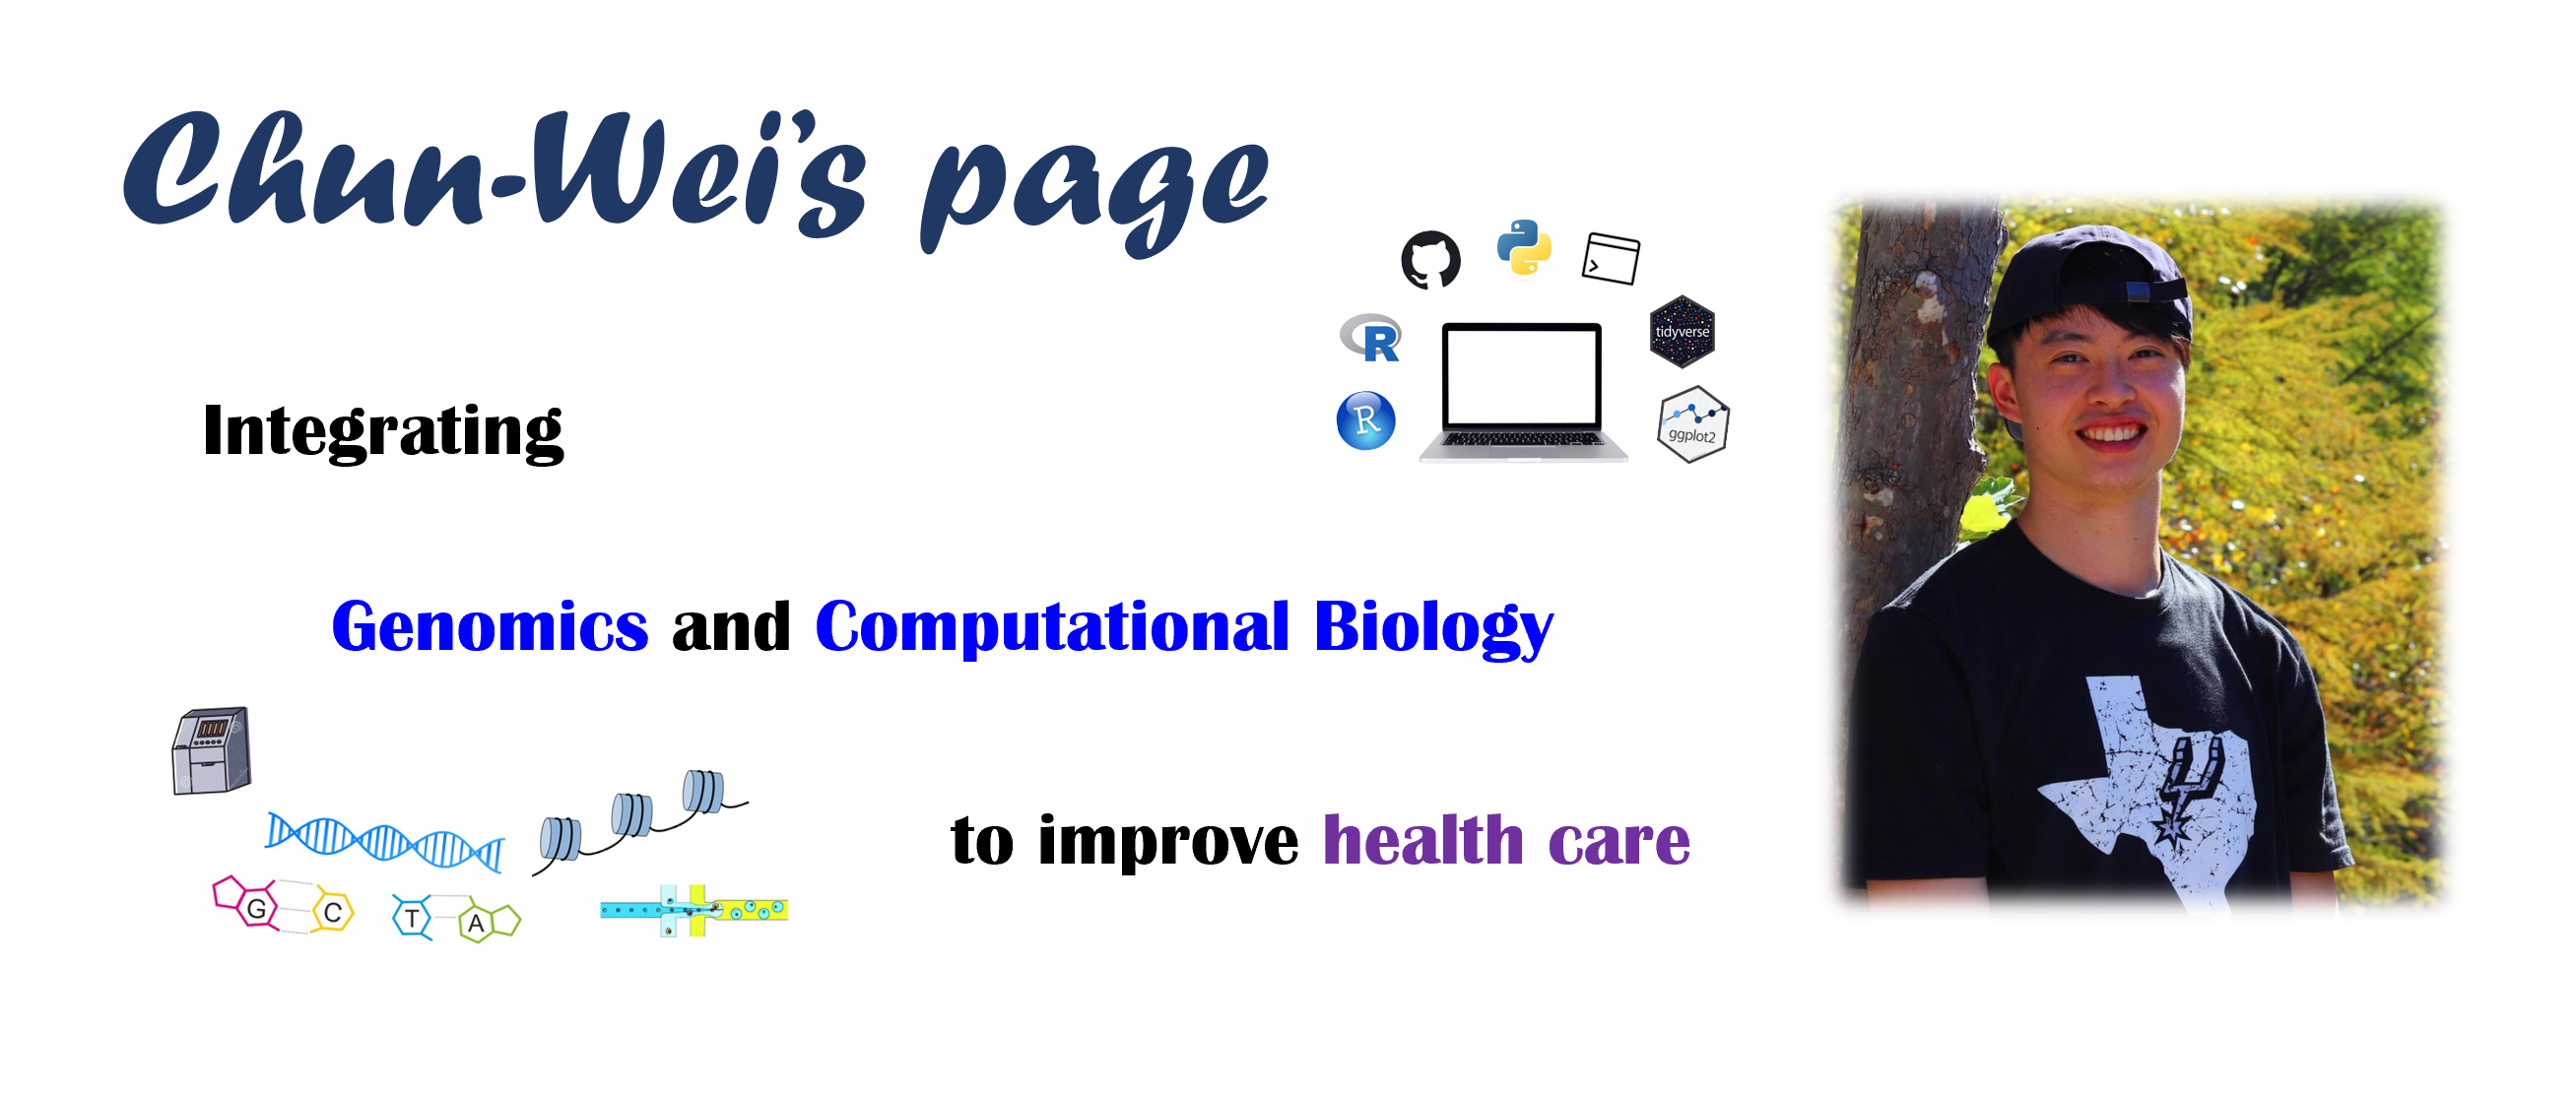 Chun-Wei's page
tidyverse
R
Integrating
R
ggplot2
Genomics and Computational Biology
to improve health care
G
C
T
A